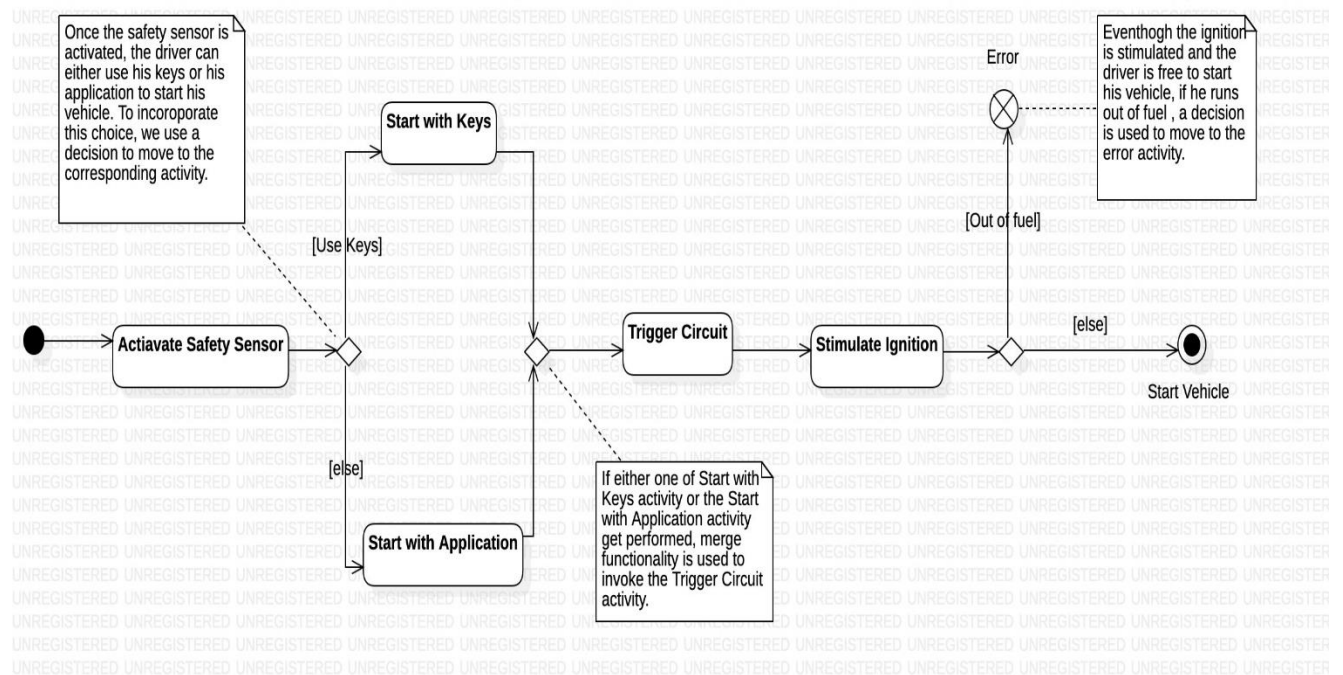 Once the safety sensor is
activated, the driver can
either use his keys or his
application to start his
vehicle. To incoroporate
this choice, we use a
decision to move to the
corresponding activity.
Start with Keys
Error
Eventhogh the ignition
is stimulated and the
driver is free to start
his vehicle, if he runs
out of fuel , a decision
is used to move to the
error activity.
[Use Keys]
[Out of fuel]
Actiavate Safety Sensor
Trigger Circuit
Stimulate Ignition
[else]
Start Vehicle
[else]
Start with Application
If either one of Start with
Keys activity or the Start
with Application activity
get performed, merge
functionality is used to
invoke the Trigger Circuit
activity.
UNREGISTERED